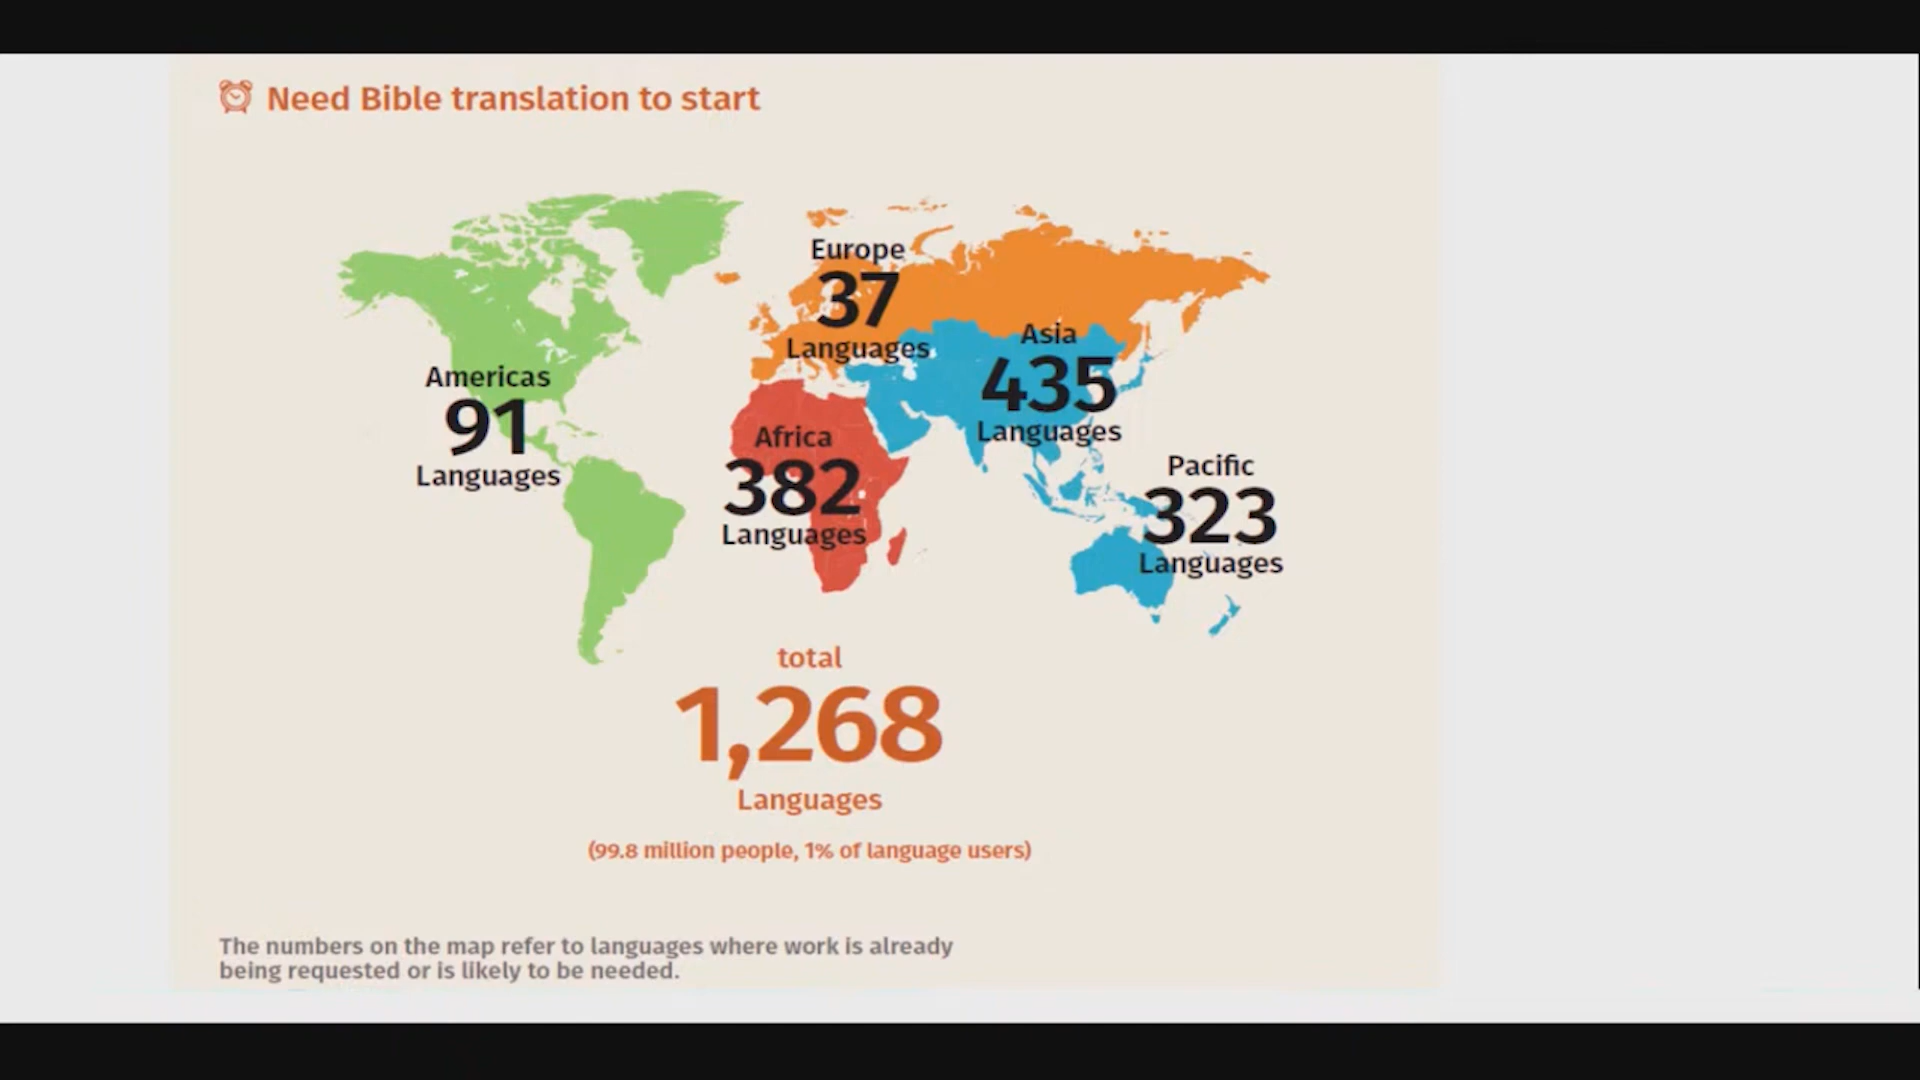 Need Bible translation to start
Europe
37
Languages
Asia
435
Languages
Americas
91
Languages
Africa
382
Languages
Pacific
323
Languages
total
1,268
Languages
(99.8 million people, 1% of language users)
The numbers on the map refer to languages where work is already
being requested or is likely to be needed.